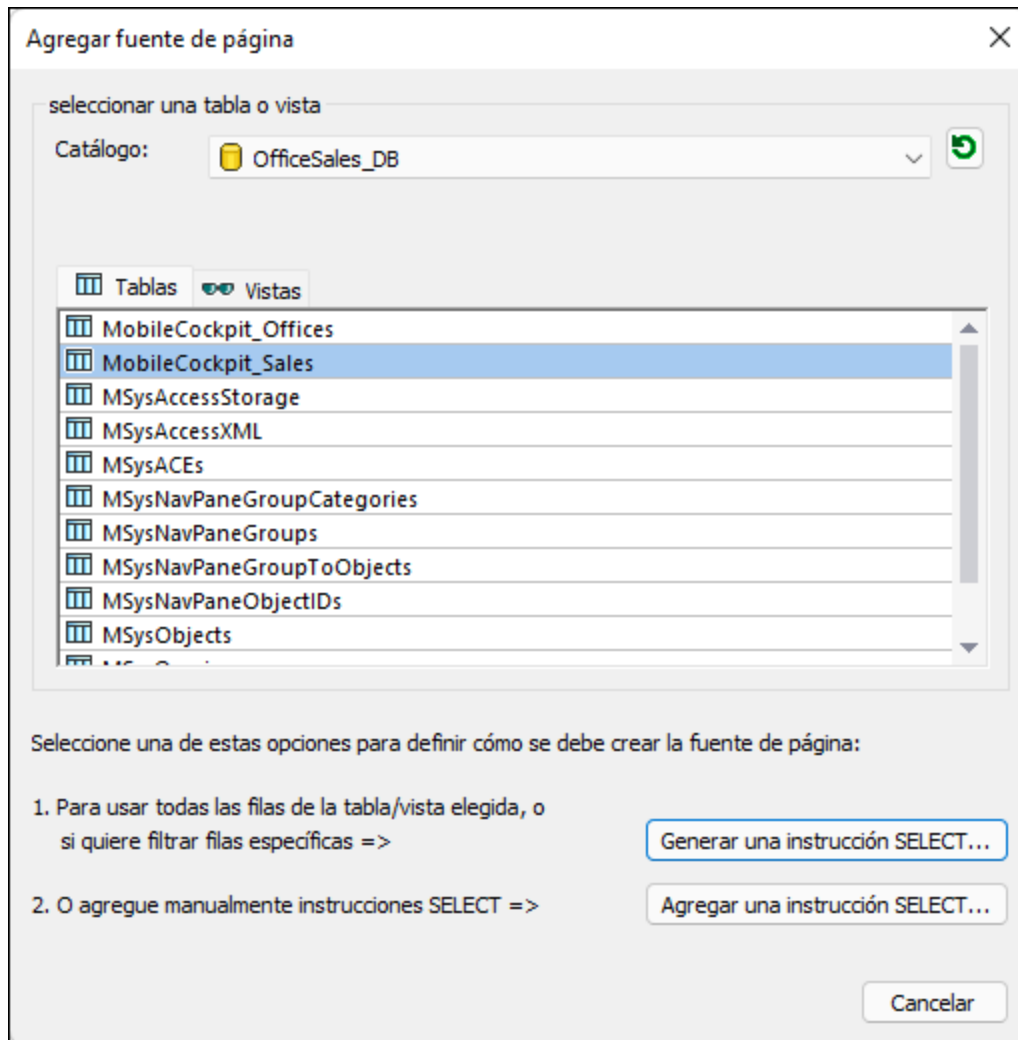 Agregar fuente de página
seleccionar una tabla o vista
Catálogo:
OfficeSales_DB
Tablas
Vistas
MobileCockpit_Offices
MobileCockpit_Sales
MSysAccessStorage
MSysAccessXML
MSysACEs
MSysNavPaneGroupCategories
MSysNavPaneGroups
MSysNavPaneGroupToObjects
MSysNavPaneObjectIDs
MSysObjects
Seleccione una de estas opciones para definir cómo se debe crear la fuente de página:
1. Para usar todas las filas de la tabla/vista elegida, o
si quiere filtrar filas específicas =>
Generar una instrucción SELECT...
2. O agregue manualmente instrucciones SELECT =>
Agregar una instrucción SELECT...
Cancelar